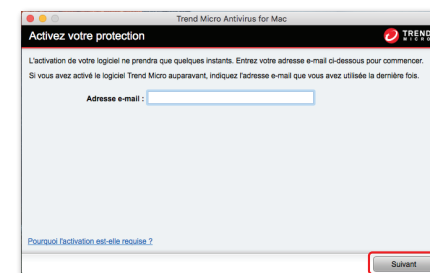 Trend Micro Antivirus for Mac
Activez votre protection
TREND
MICRO
L'activation de votre logiciel ne prendra que quelques instants. Entrez votre adresse e-mail ci-dessous pour commencer.
Si vous avez activé le logiciel Trend Micro auparavant, indiquez l'adresse e-mail que vous avez utilisée la dernière fois.
Adresse e-mail :
Pourquoi l'activation est-elle requise ?
Suivant